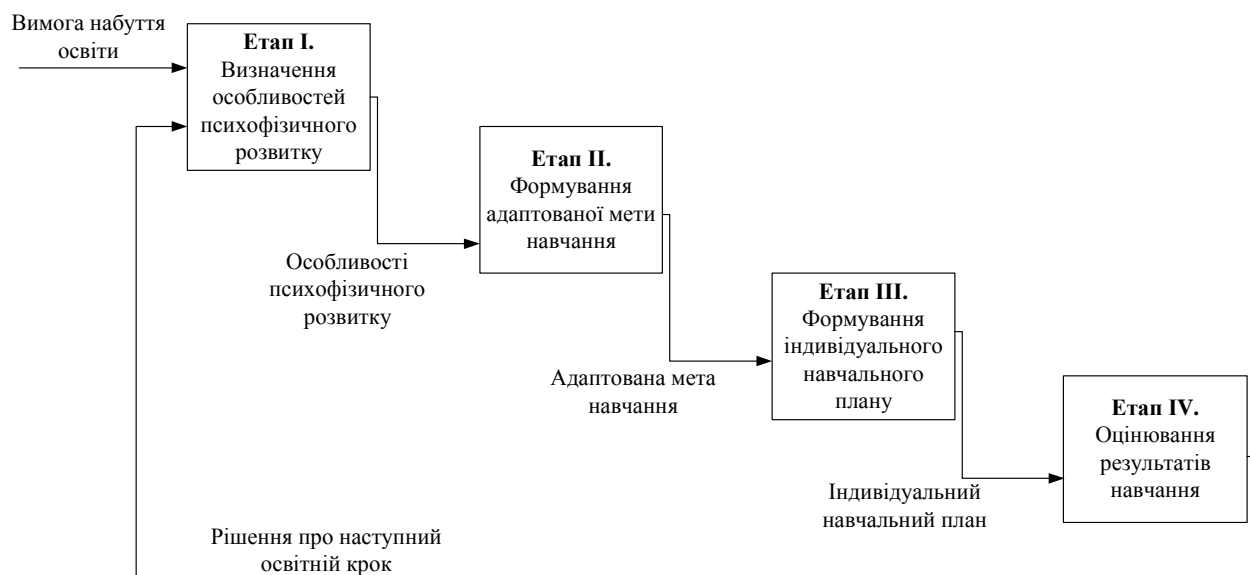 Вимога набуття
освіти
Етап I.
Визначення
особливостей
психофізичного
розвитку
Особливості
психофізичного
розвитку
Етап II.
Формування
адаптованої мети
навчання
Адаптована мета
навчання
Етап III.
Формування
індивідуального
навчального
плану
Індивідуальний
навчальний план
Етап IV.
Оцінювання
результатів
навчання
Рішення про наступний
освітній крок